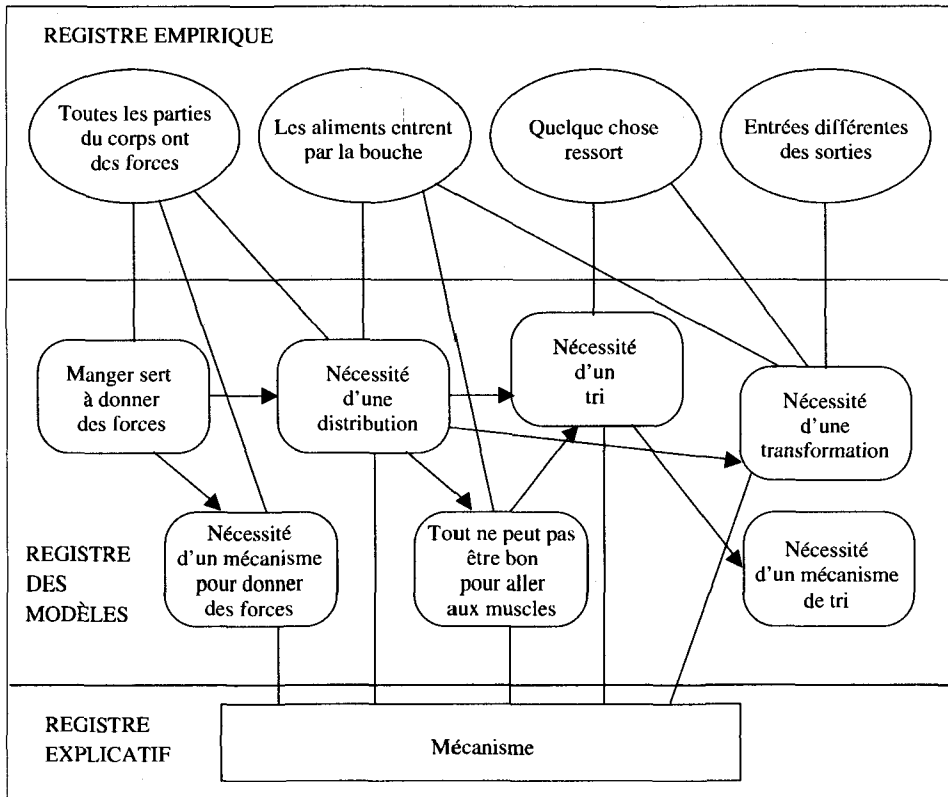 REGISTRE EMPIRIQUE
Toutes les parties
du corps ont
des forces
Les aliments entrent
par la bouche
Quelque chose
ressort
Entrées différentes
des sorties
Manger sert
à donner
des forces
Nécessité
d'une
distribution
Nécessité
d'un
tri
Nécessité
d'une
transformation
REGISTRE
DES
MODÈLES
Nécessité
d'un mécanisme
pour donner
des forces
Tout ne peut pas
être bon
pour aller
aux muscles
Nécessité
d'un mécanisme
de tri
REGISTRE
EXPLICATIF
Mécanisme